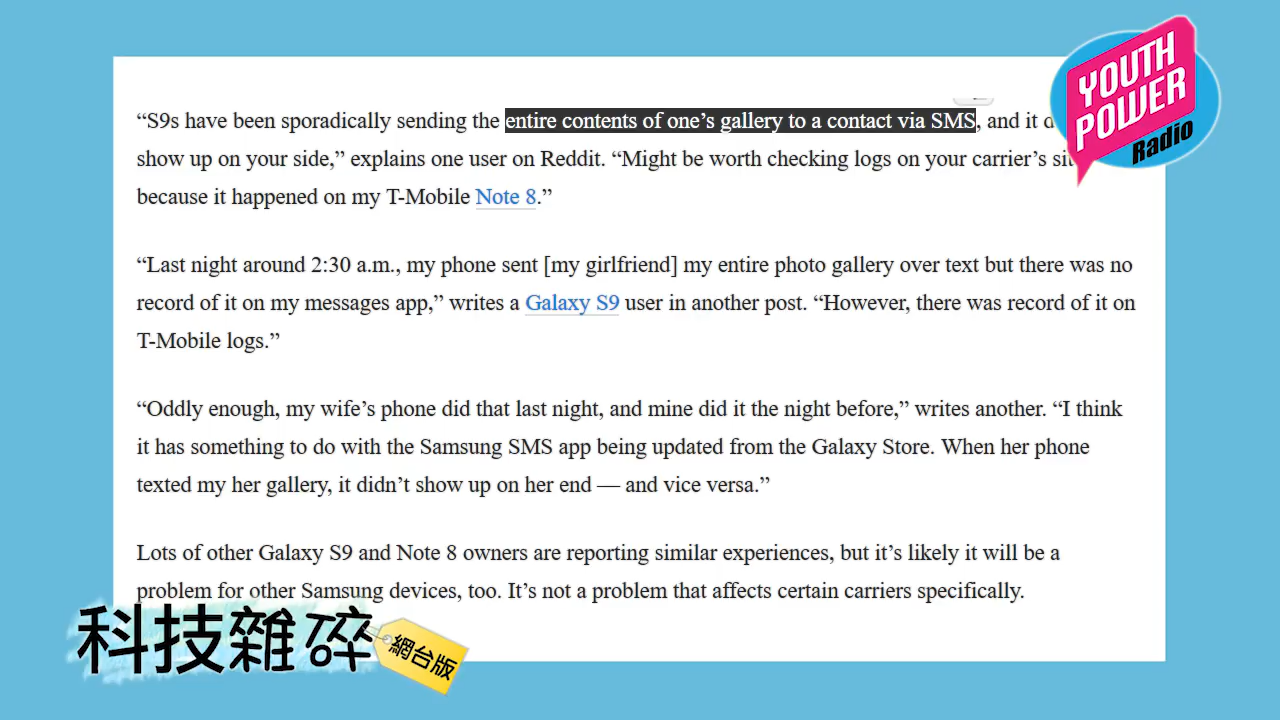 YOUTH
POWER
Radio
“S9s have been sporadically sending the entire contents of one’s gallery to a contact via SMS, and it
show up on your side,” explains one user on Reddit. “Might be worth checking logs on your carrier’s
because it happened on my T-Mobile Note 8.”
“Last night around 2:30 a.m., my phone sent [my girlfriend] my entire photo gallery over text but there was no
record of it on my messages app,” writes a Galaxy S9 user in another post. “However, there was record of it on
T-Mobile logs.”
“Oddly enough, my wife’s phone did that last night, and mine did it the night before,” writes another. “I think
it has something to do with the Samsung SMS app being updated from the Galaxy Store. When her phone
texted my her gallery, it didn’t show up on her end — and vice versa.”
Lots of other Galaxy S9 and Note 8 owners are reporting similar experiences, but it’s likely it will be a
problem for other Samsung devices, too. It’s not a problem that affects certain carriers specifically.
科技雜碎
網台版